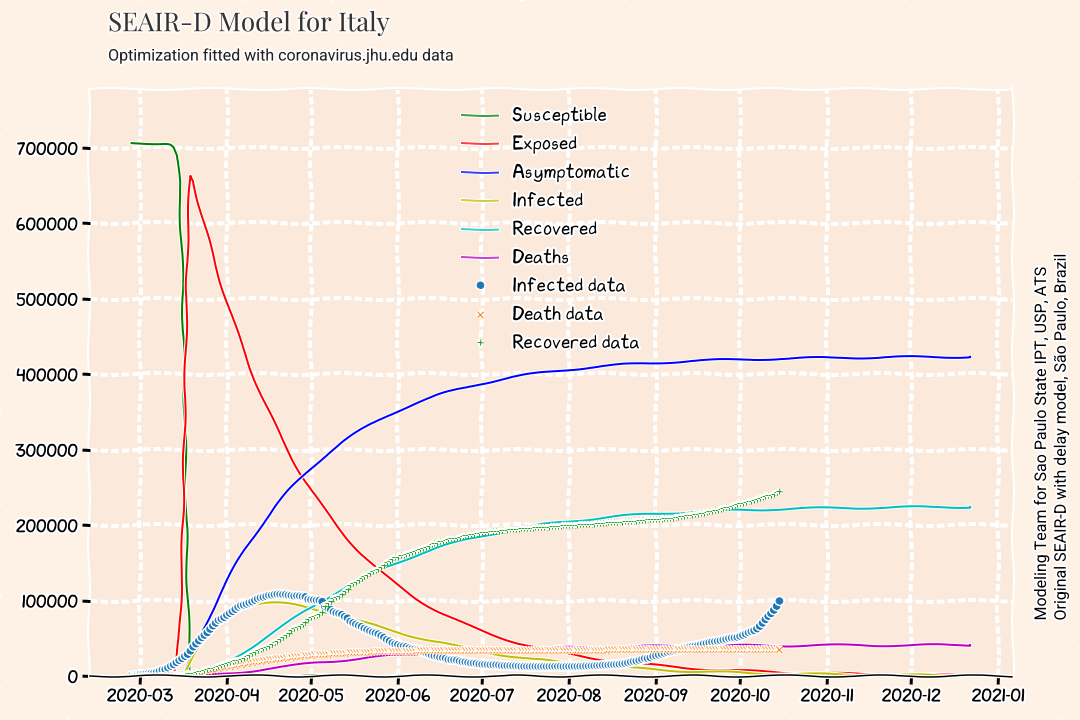 SEAIR-D Model for Italy
Optimization fitted with coronavirus.jhu.edu data
Susceptible
Exposed
Asymptomatic
Infected
Recovered
Deaths
Infected data
Death data
Recovered data
700000
600000
500000
400000
300000
200000
100000
0
2020-03
2020-04
2020-05
2020-06
2020-07
2020-08
2020-09
2020-10
2020-11
2020-12
2021-01
Modeling Team for Sao Paulo State IPT, USP, ATS
Original SEAIR-D with delay model, São Paulo, Brazil